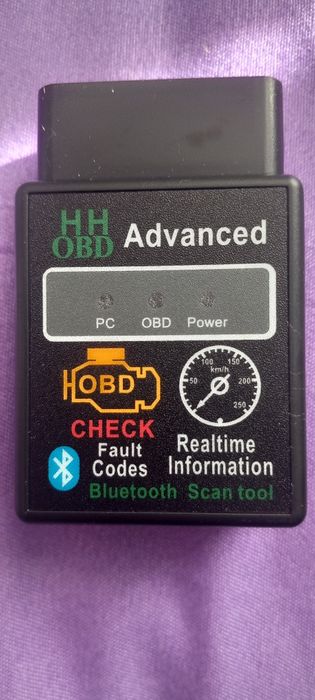 HH
OBD Advanced
PC OBD Power
100 150
km/h
50 200
250
OBD
CHECK
Fault
Codes
Realtime
Information
Bluetooth Scan tool